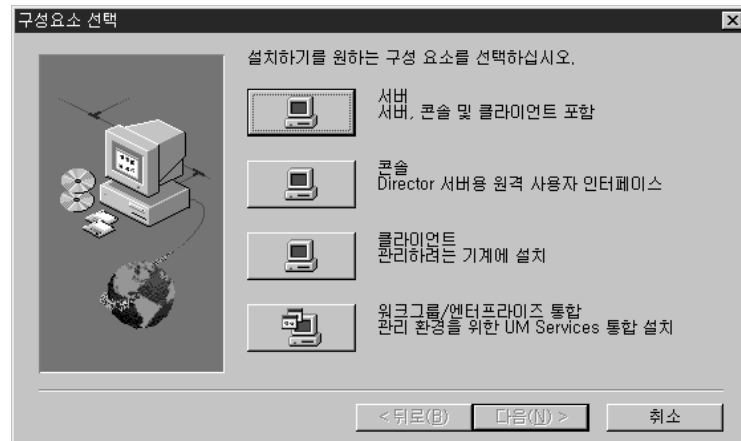 구성요소 선택
설치하기를 원하는 구성 요소를 선택하십시오.
서버
서버, 콘솔 및 클라이언트 포함
콘솔
Director 서버용 원격 사용자 인터페이스
클라이언트
관리하려는 기계에 설치
워크그룹/엔터프라이즈 통합
관리 환경을 위한 UM Services 통합 설치
< 뒤로(B) 다음(N) > 취소